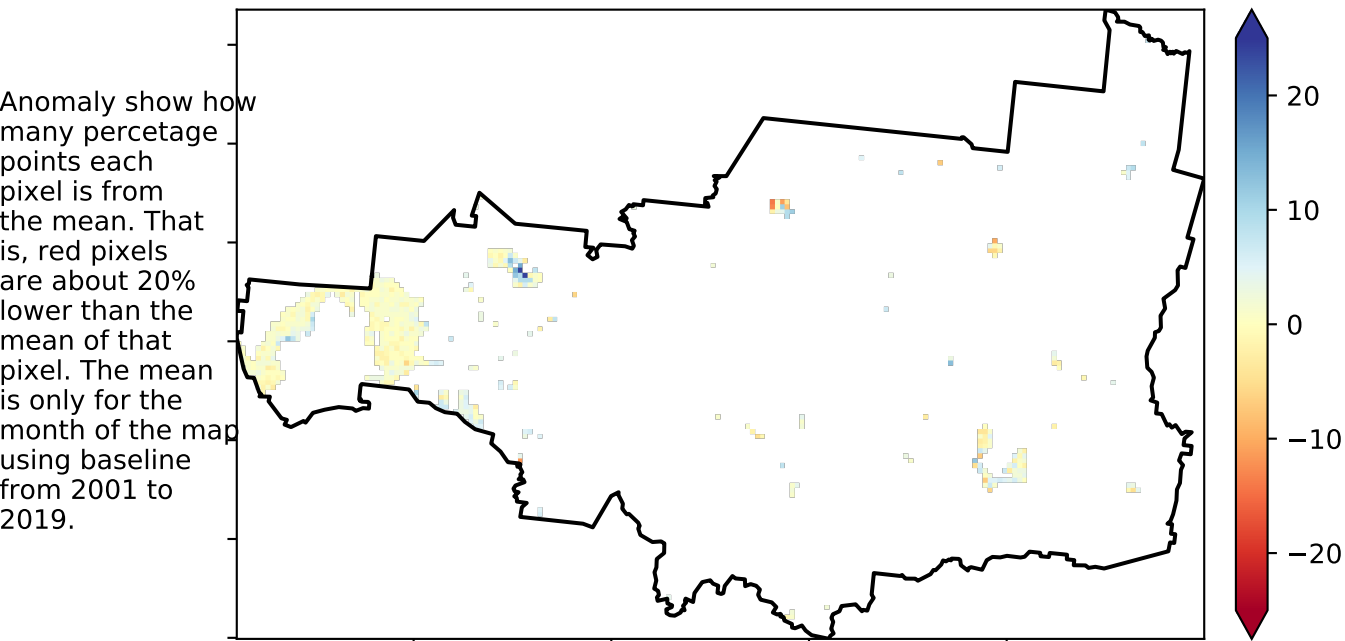 Anomaly show how
many percetage
points each
pixel is from
the mean. That
is, red pixels
are about 20%
lower than the
mean of that
pixel. The mean
is only for the
month of the map
using baseline
from 2001 to
2019.
20
10
0
−10
−20